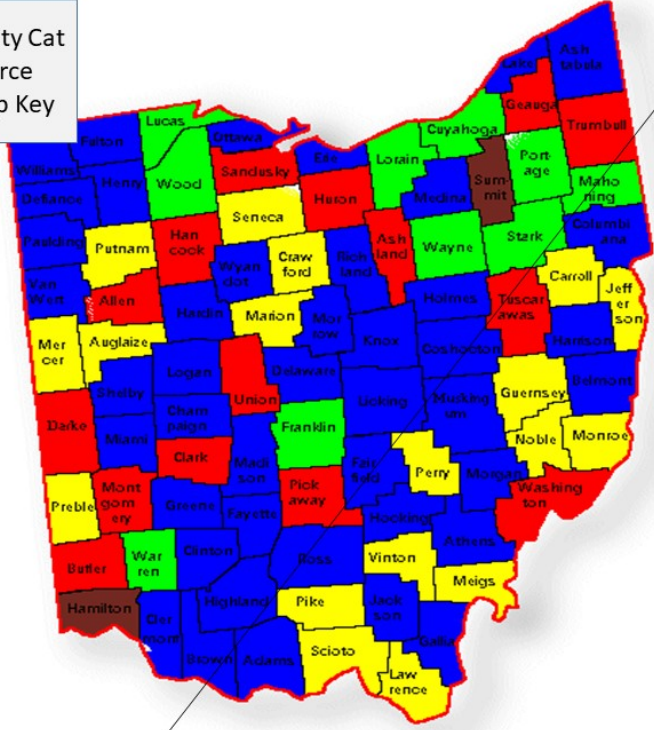 ty Cat
rce
p Key
Lake
Ash
tabula
Geauga
Trumbull
Cuyahoga
Lorain
Medina
Sum-
mit
Port-
age
Maho
ning
Lucas
Fulton
Ottawa
Williams
Henry
Wood
Sandusky
Erie
Huron
Defiance
Seneca
Paulding
Putnam
Han
cook
Wyan
dot
Craw
ford
Rich
land
Ash
land
Wayne
Stark
Columbi
ana
Van
Wert
Allen
Hardin
Marion
Mor
row
Holmes
Tuscar
awas
Carroll
Jeff
er
son
Mer
cer
Auglaize
Logan
Union
Delaware
Knox
Coshocton
Harrison
Shelby
Darke
Miami
Cham
paign
Clark
Franklin
Licking
Musking
um
Guernsey
Belmont
Noble
Monroe
Preble
Mont
gom
ery
Greene
Madi
son
Fayette
Pick
away
Fair
field
Perry
Morgan
Washing
ton
Hocking
Athens
Butler
War
ren
Clinton
Ross
Vinton
Meigs
Hamilton
Cler
mont
Highland
Pike
Jack
son
Gallia
Brown
Adams
Scioto
Law
rence